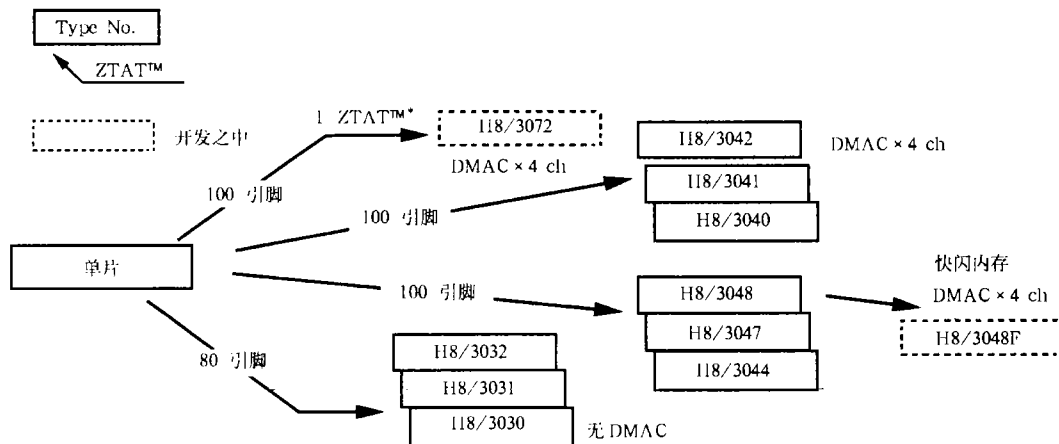 Type No.
ZTAT™
开发之中
1 ZTAT™*
H8/3072
DMAC × 4 ch
100 引脚
100 引脚
H8/3042
DMAC × 4 ch
H8/3041
H8/3040
单片
100 引脚
H8/3048
H8/3047
H8/3044
快闪内存
DMAC × 4 ch
H8/3048F
80 引脚
H8/3032
H8/3031
H8/3030
无 DMAC